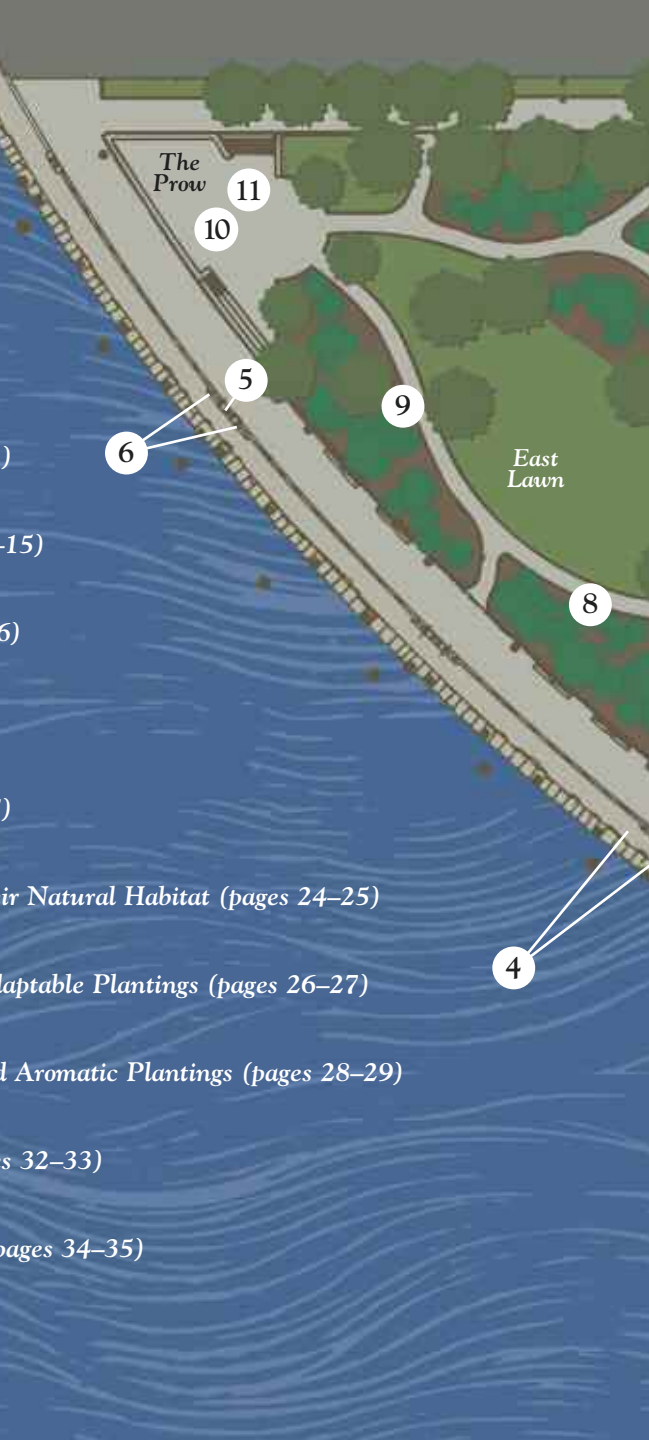 The
Prow
11
10
5
9
6
East
Lawn
)
-15)
8
6)
)
ir Natural Habitat (pages 24–25)
4
laptable Plantings (pages 26–27)
d Aromatic Plantings (pages 28–29)
s 32–33)
pages 34–35)